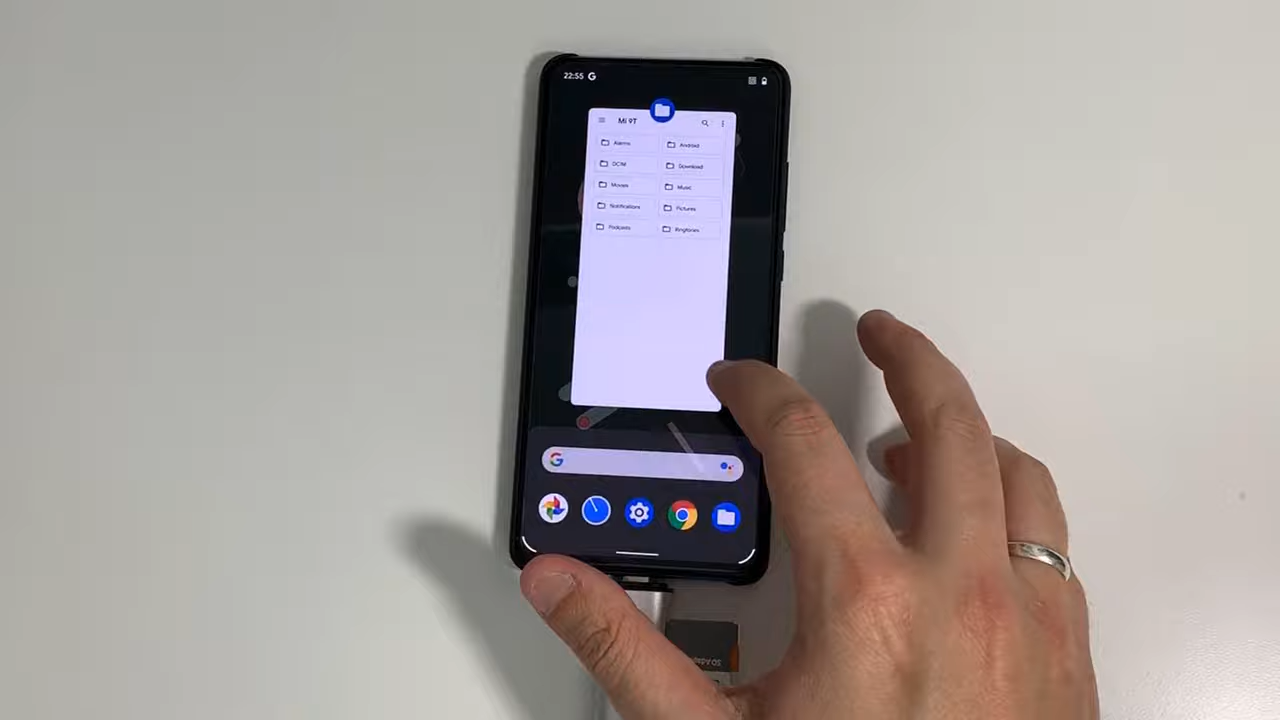 22:55 G
Mi 9T
Alarms Android
DCIM Download
Movies Music
Notifications Pictures
Podcasts Ringtones
G